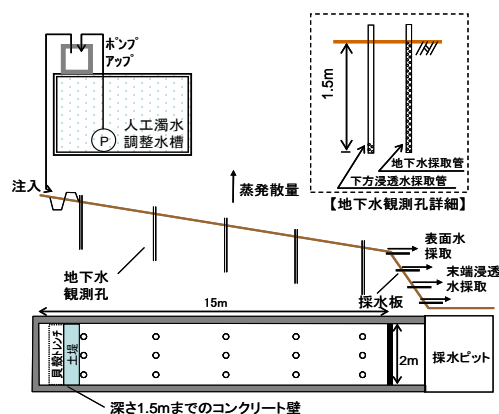 ポンプ
アップ
人工濁水
調整水槽
P
1.5m
地下水採取管
下方浸透水採取管
【地下水観測孔詳細】
注入
蒸発散量
表面水
採取
末端浸透
水採取
地下水
観測孔
採水板
15m
貝殻トレンチ
土堤
2m
採水ピット
深さ1.5mまでのコンクリート壁